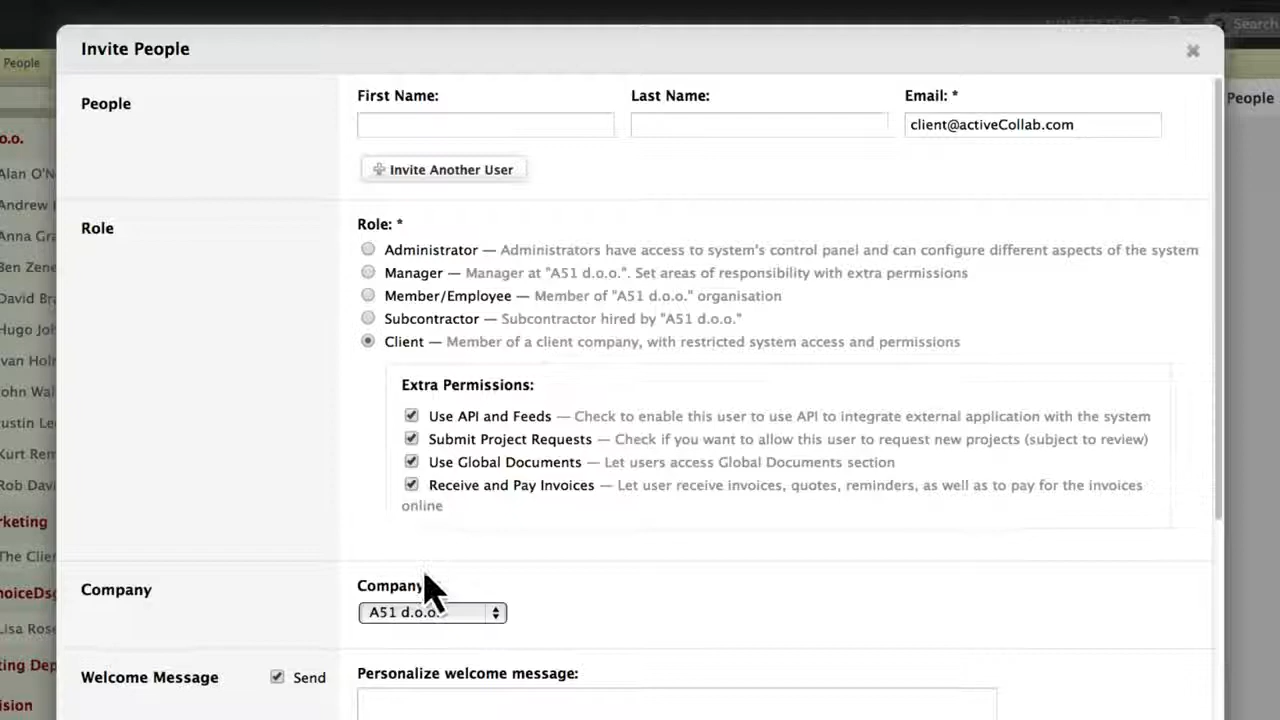 Search
Invite People
People
People
People
First Name:
Last Name:
Email: *
client@activeCollab.com
Invite Another User
Role
Role: *
Administrator — Administrators have access to system's control panel and can configure different aspects of the system
Manager — Manager at "A51 d.o.o.". Set areas of responsibility with extra permissions
Member/Employee — Member of "A51 d.o.o." organisation
Subcontractor — Subcontractor hired by "A51 d.o.o."
Client — Member of a client company, with restricted system access and permissions
Extra Permissions:
Use API and Feeds — Check to enable this user to use API to integrate external application with the system
Submit Project Requests — Check if you want to allow this user to request new projects (subject to review)
Use Global Documents — Let users access Global Documents section
Receive and Pay Invoices — Let user receive invoices, quotes, reminders, as well as to pay for the invoices
online
Company
Company
A51 d.o.o.
Welcome Message
Send
Personalize welcome message:
o.o.
Alan O'N
Andrew
Anna Gra
Ben Zene
David Bra
Hugo Joh
van Holm
ohn Wal
ustin Le
Kurt Rem
Rob Davi
rketing
The Clie
hoiceDsg
Lisa Rose
ting Dep
ision